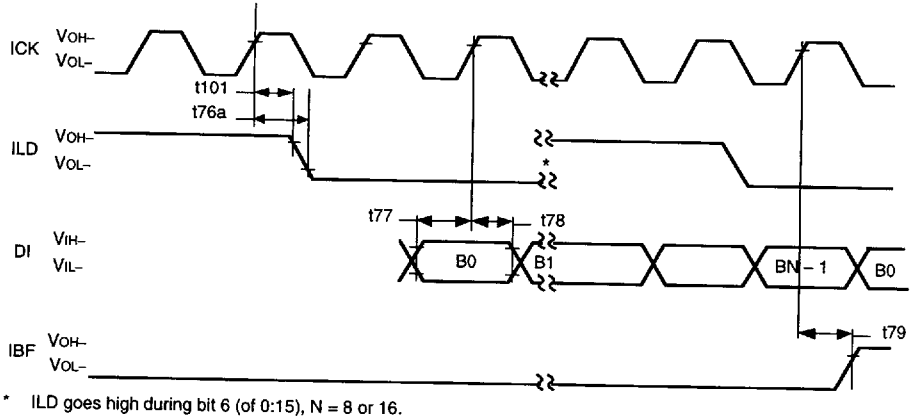 ICK
VOH–
VOL–
t101
t76a
ILD
VOH–
VOL–
*
t77
t78
DI
VIH–
VIL–
B0
B1
BN – 1
B0
t79
IBF
VOH–
VOL–
* ILD goes high during bit 6 (of 0:15), N = 8 or 16.